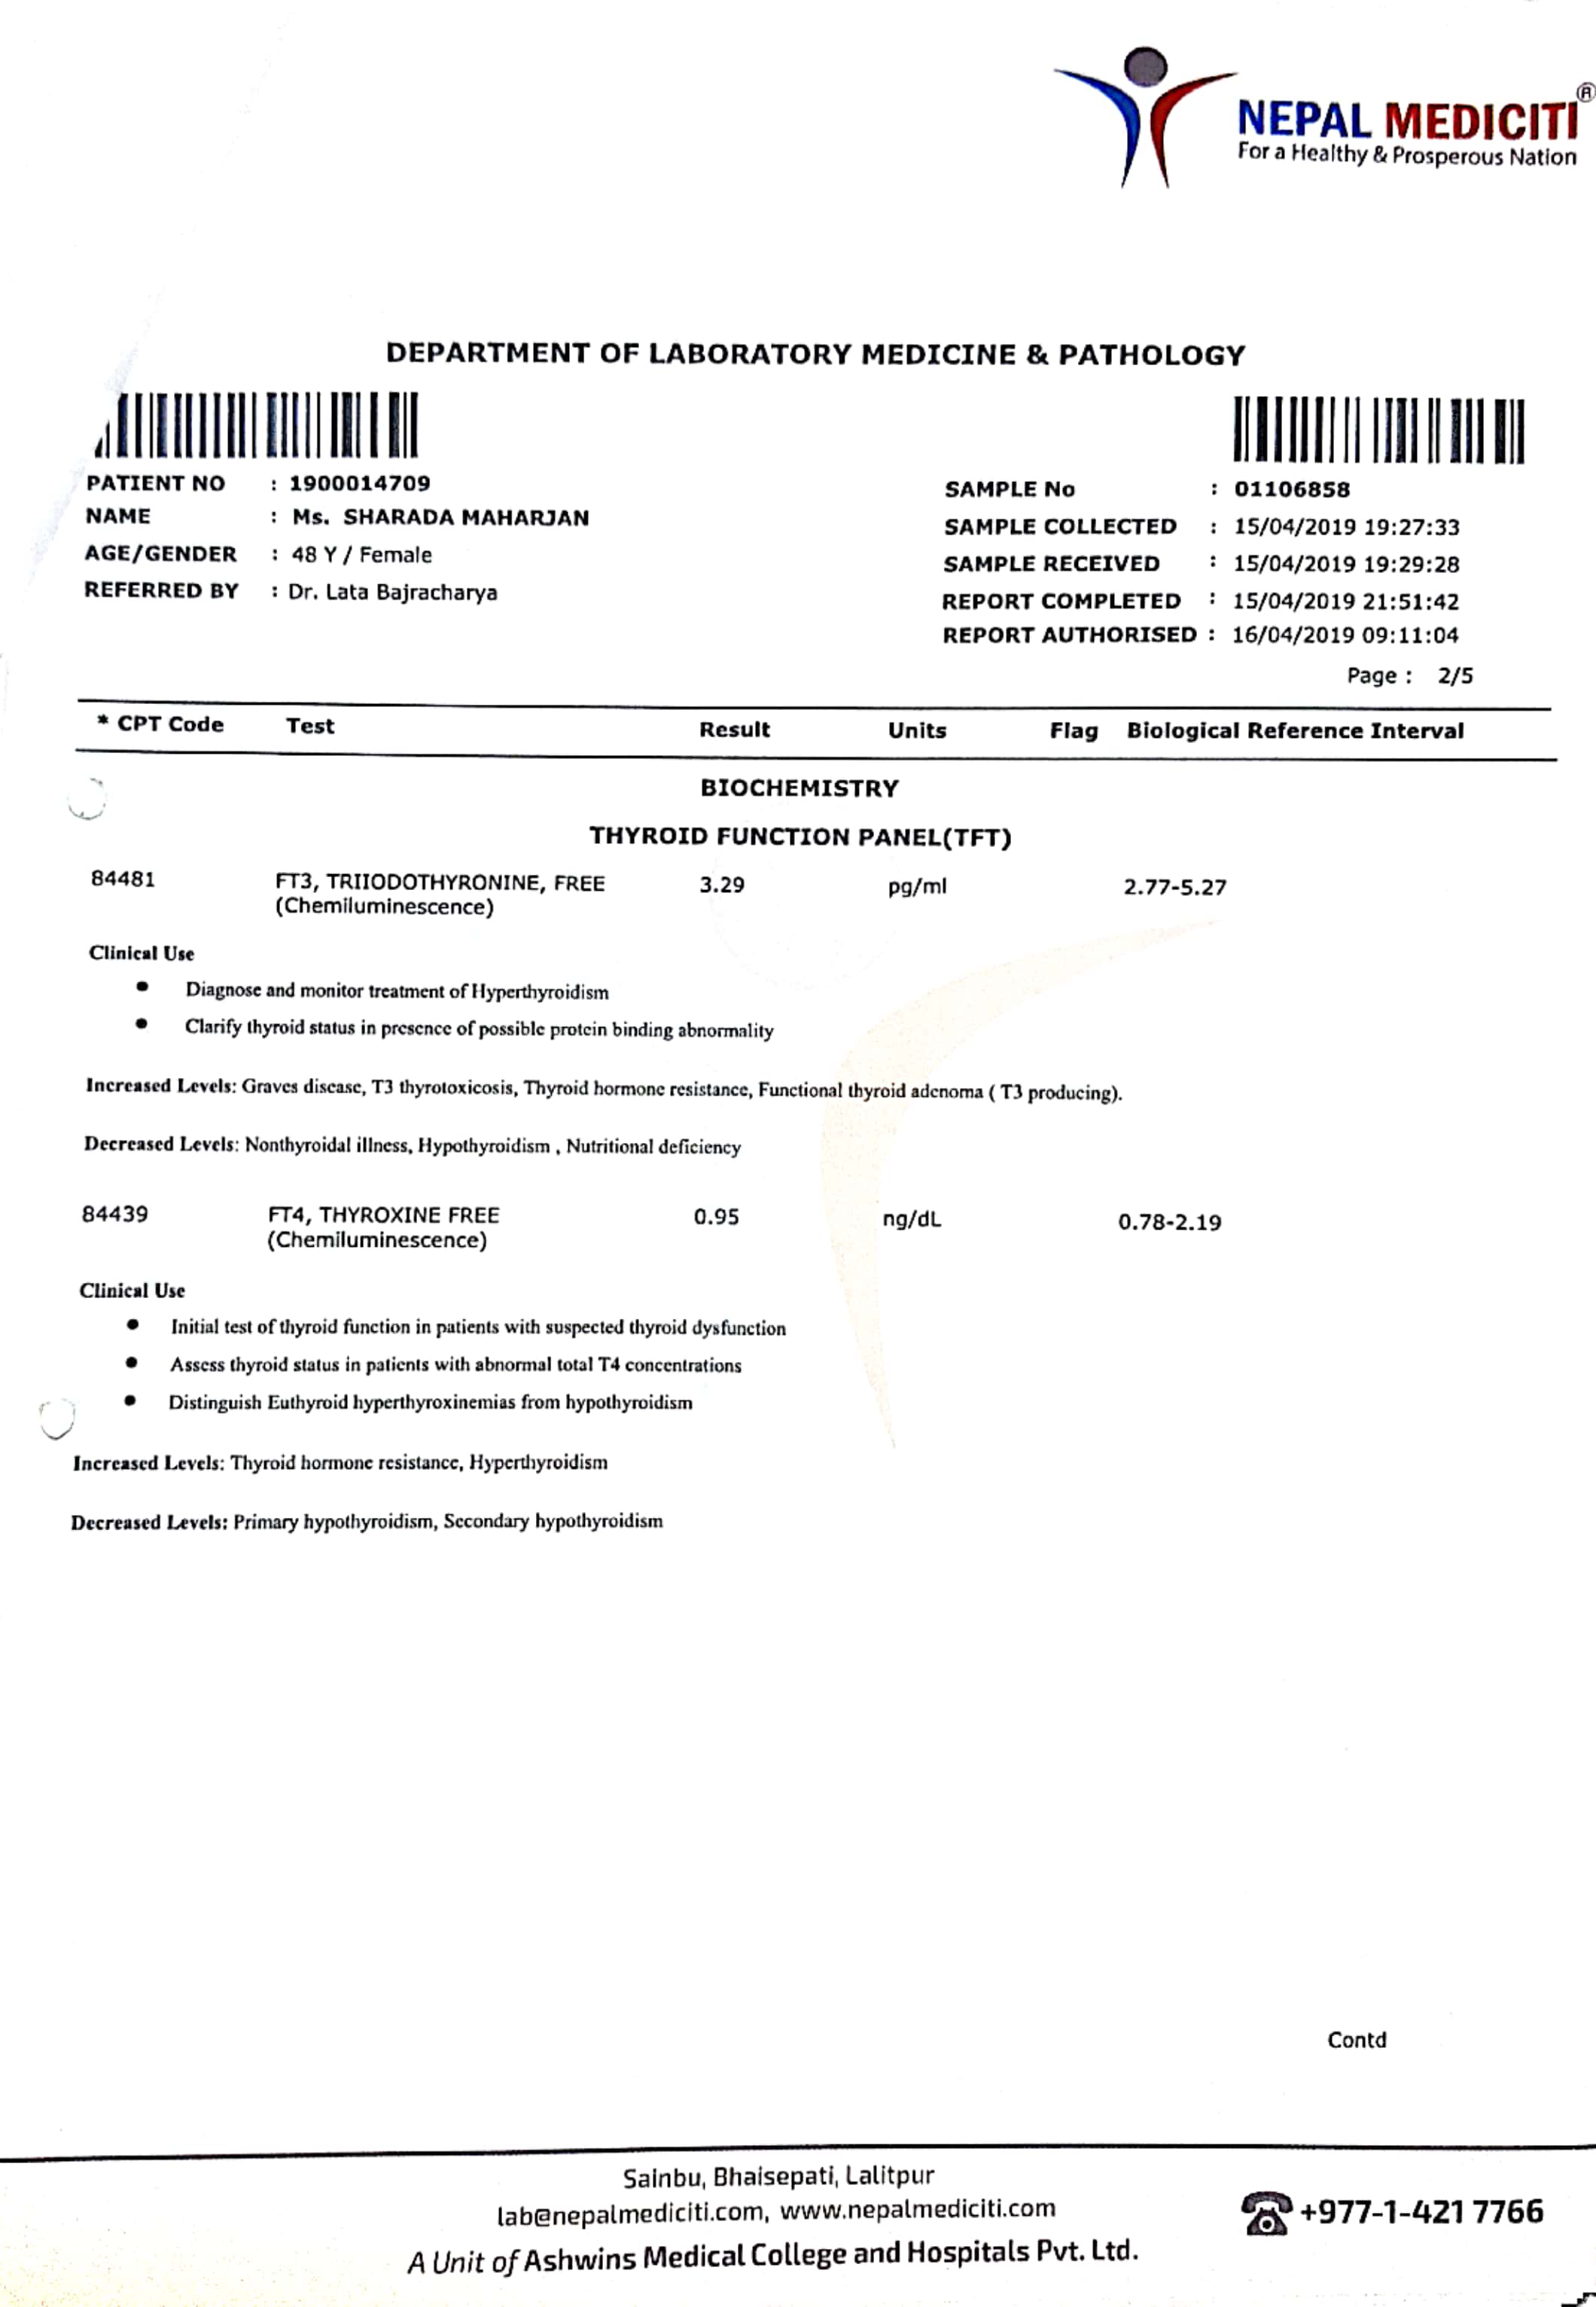 NEPAL MEDICITI®
For a Healthy & Prosperous Nation
DEPARTMENT OF LABORATORY MEDICINE & PATHOLOGY
PATIENT NO : 1900014709
NAME : Ms. SHARADA MAHARJAN
AGE/GENDER : 48 Y / Female
REFERRED BY : Dr. Lata Bajracharya
SAMPLE No : 01106858
SAMPLE COLLECTED : 15/04/2019 19:27:33
SAMPLE RECEIVED : 15/04/2019 19:29:28
REPORT COMPLETED : 15/04/2019 21:51:42
REPORT AUTHORISED : 16/04/2019 09:11:04
Page : 2/5
* CPT Code Test Result Units Flag Biological Reference Interval
BIOCHEMISTRY
THYROID FUNCTION PANEL(TFT)
84481 FT3, TRIIODOTHYRONINE, FREE 3.29 pg/ml 2.77-5.27
(Chemiluminescence)
Clinical Use
• Diagnose and monitor treatment of Hyperthyroidism
• Clarify thyroid status in presence of possible protein binding abnormality
Increased Levels: Graves disease, T3 thyrotoxicosis, Thyroid hormone resistance, Functional thyroid adenoma ( T3 producing).
Decreased Levels: Nonthyroidal illness, Hypothyroidism , Nutritional deficiency
84439 FT4, THYROXINE FREE 0.95 ng/dL 0.78-2.19
(Chemiluminescence)
Clinical Use
• Initial test of thyroid function in patients with suspected thyroid dysfunction
• Assess thyroid status in patients with abnormal total T4 concentrations
• Distinguish Euthyroid hyperthyroxinemias from hypothyroidism
Increased Levels: Thyroid hormone resistance, Hyperthyroidism
Decreased Levels: Primary hypothyroidism, Secondary hypothyroidism
Contd
Sainbu, Bhaisepati, Lalitpur
lab@nepalmediciti.com, www.nepalmediciti.com
A Unit of Ashwins Medical College and Hospitals Pvt. Ltd.
+977-1-421 7766